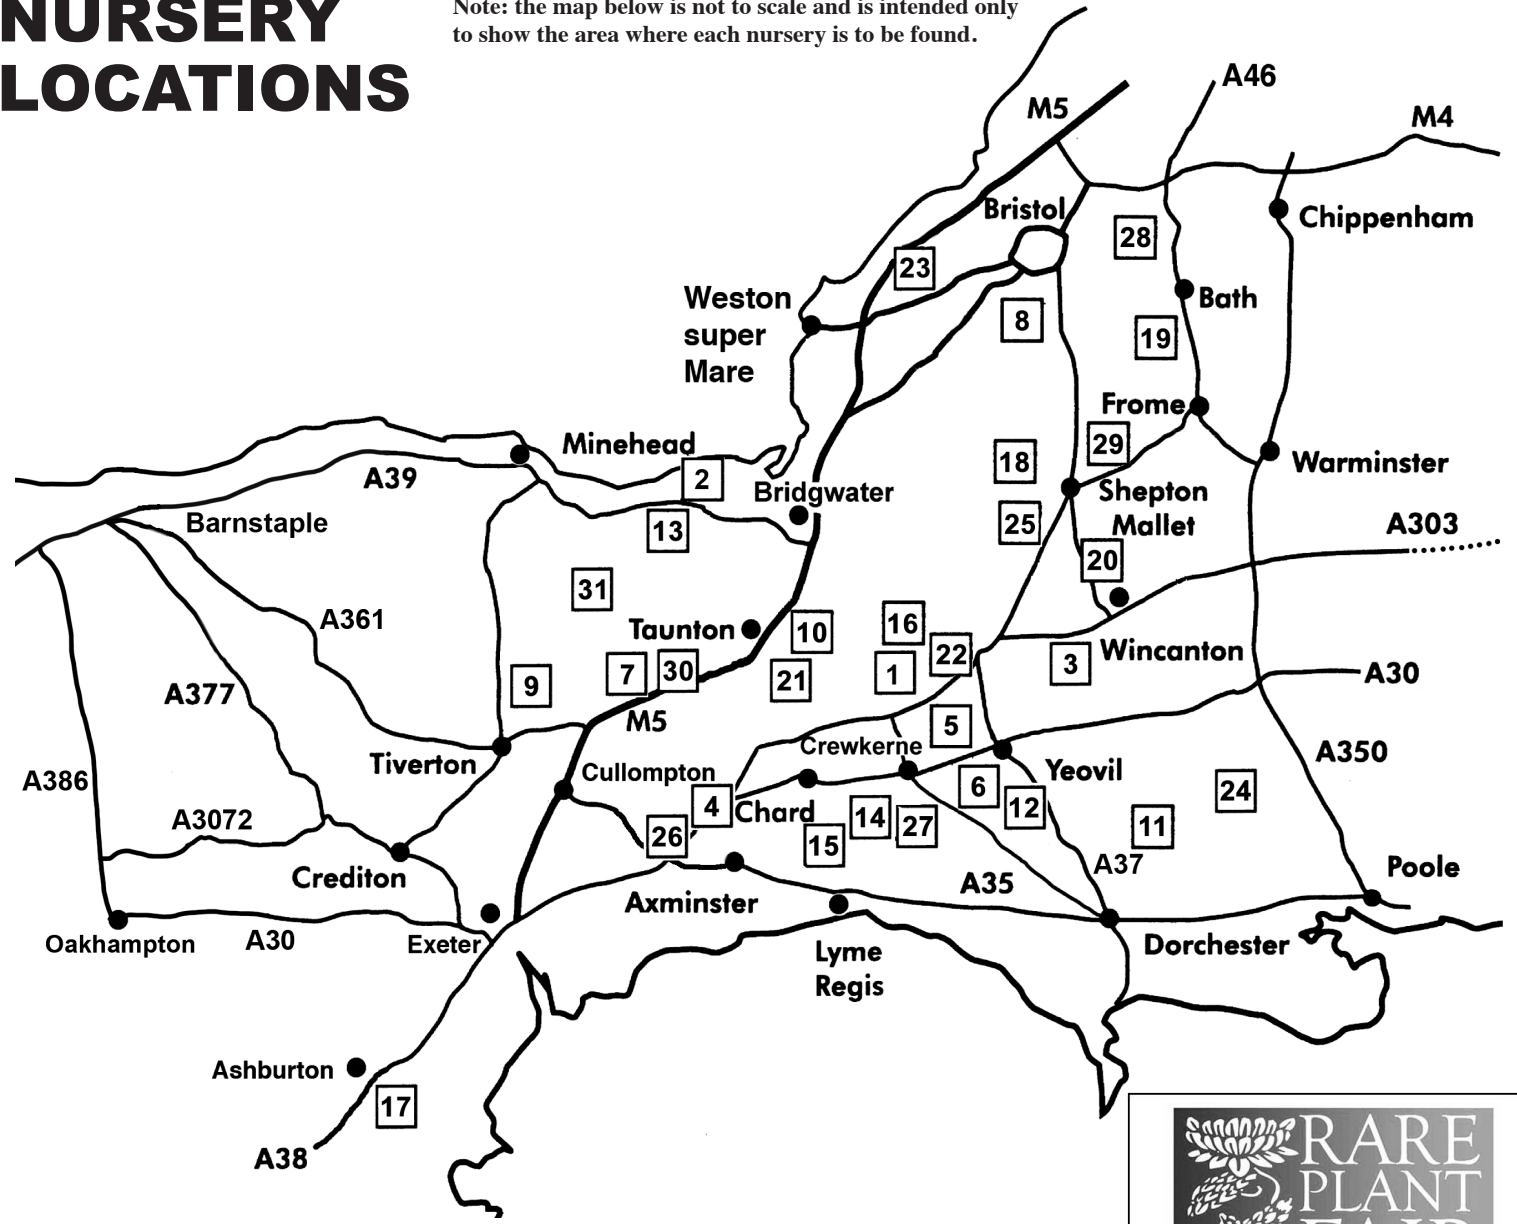 NURSERY
LOCATIONS
Note: the map below is not to scale and is intended only
to show the area where each nursery is to be found.
A46
M5
M4
Bristol
28
Chippenham
23
Weston
super
Mare
Bath
8
19
Frome
Minehead
29
18
Warminster
A39
2
Bridgwater
Shepton
Mallet
Barnstaple
13
25
A303
20
31
A361
Taunton
10
16
22
3
Wincanton
7
30
21
1
9
A377
A30
M5
5
Crewkerne
Tiverton
A350
A386
Cullompton
Yeovil
6
24
4
Chard
12
A3072
14
27
11
26
15
Crediton
A37
Poole
A35
Axminster
Oakhampton
A30
Exeter
Dorchester
Lyme
Regis
Ashburton
17
A38
RARE
PLANT
FAIR